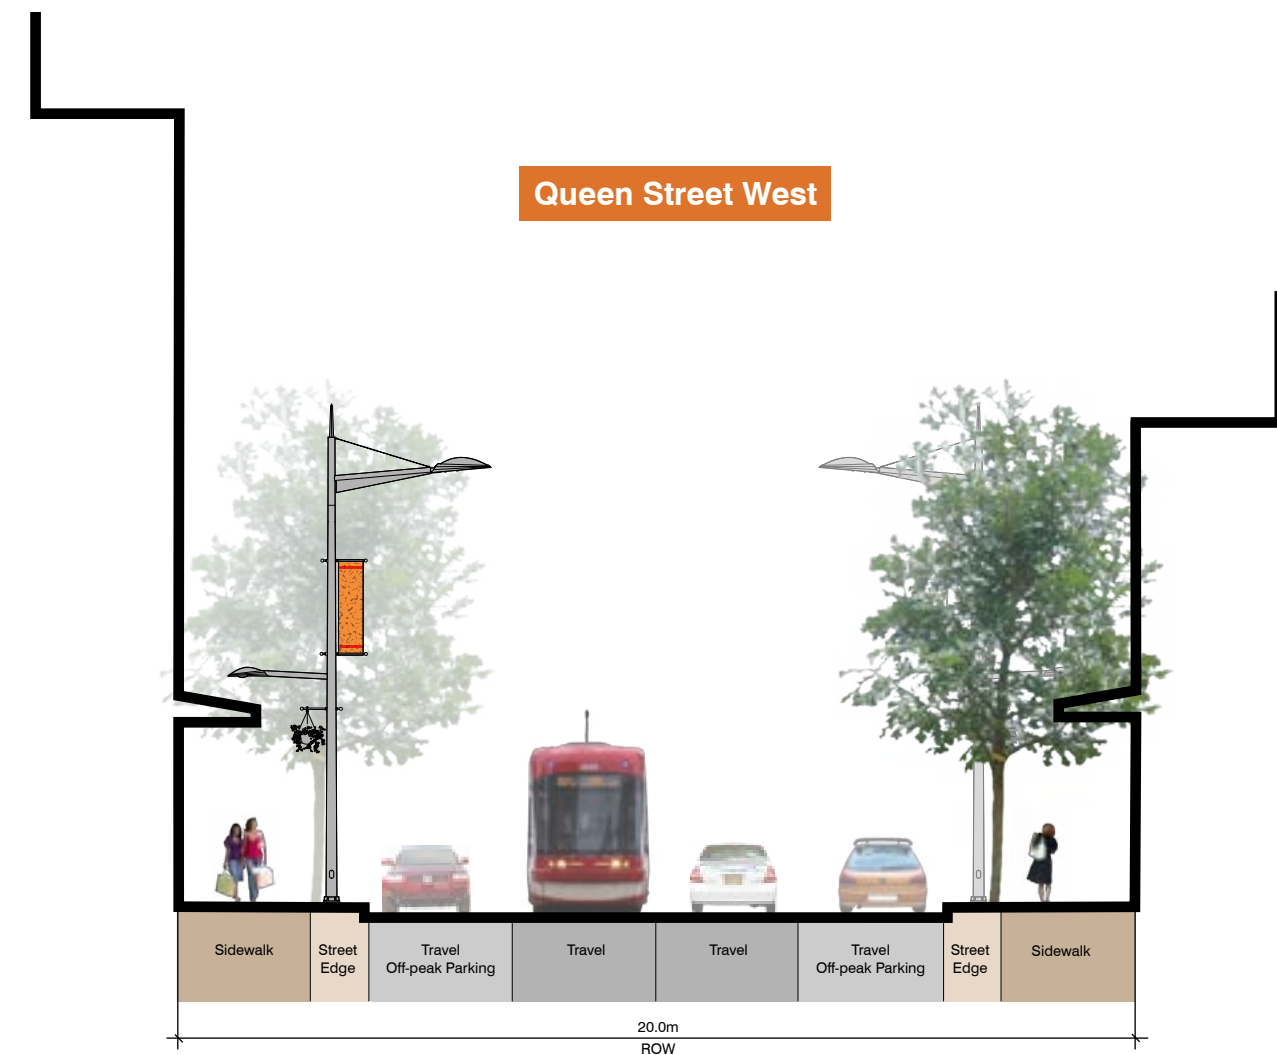 Queen Street West
Sidewalk
Street
Edge
Travel
Off-peak Parking
Travel
Travel
Travel
Off-peak Parking
Street
Edge
Sidewalk
20.0m
ROW